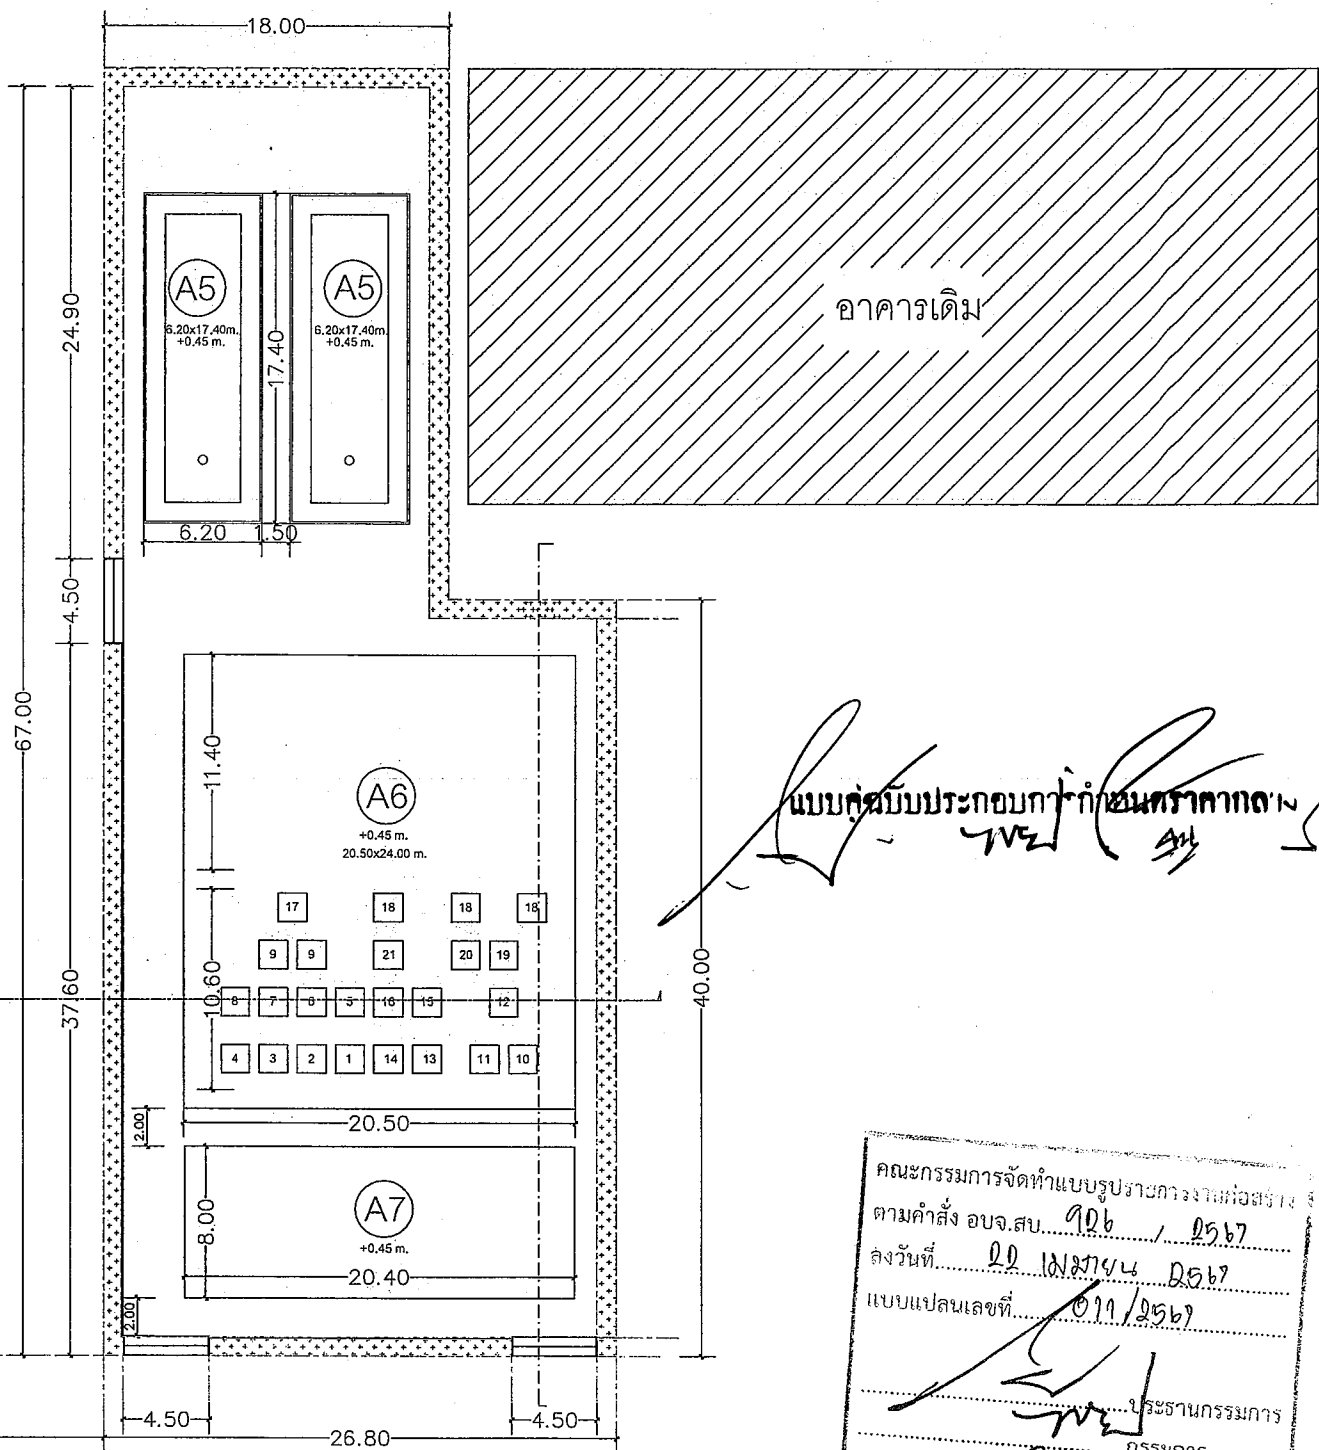 18.00
24.90
A5
6.20x17.40m.
+0.45 m.
A5
6.20x17.40m.
+0.45 m.
17.40
อาคารเดิม
6.20
1.50
4.50
67.00
11.40
A6
+0.45 m.
20.50x24.00 m.
แบบคู่ฉบับประกอบการกำหนดราคากลาง
17 18 18 18
9 9 21 20 19
10.60
8 7 6 5 16 15 12
37.60
40.00
4 3 2 1 14 13 11 10
2.00
20.50
8.00
A7
+0.45 m.
20.40
2.00
4.50
4.50
26.80
คณะกรรมการจัดทำแบบรูปรายการงานก่อสร้าง
ตามคำสั่ง อบจ.สบ. 926 / 2567
ลงวันที่ 22 เมษายน 2567
แบบแปลนเลขที่ 011/2567
ประธานกรรมการ
กรรมการ